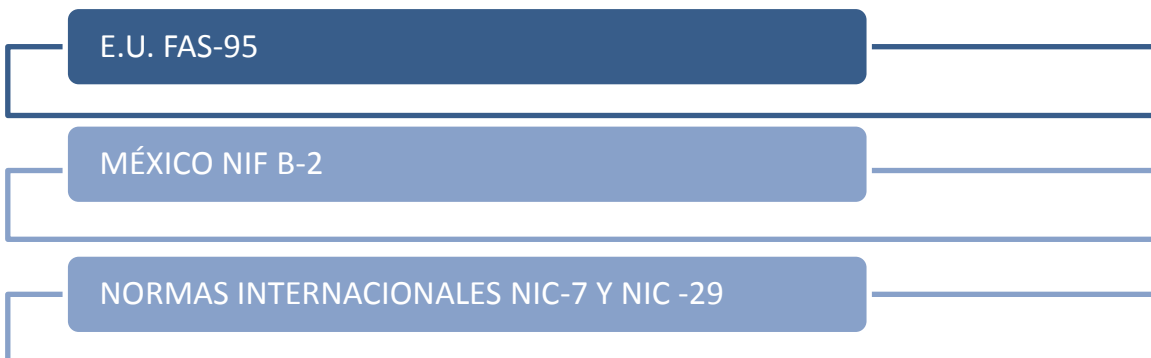 E.U. FAS-95
MÉXICO NIF B-2
NORMAS INTERNACIONALES NIC-7 Y NIC -29